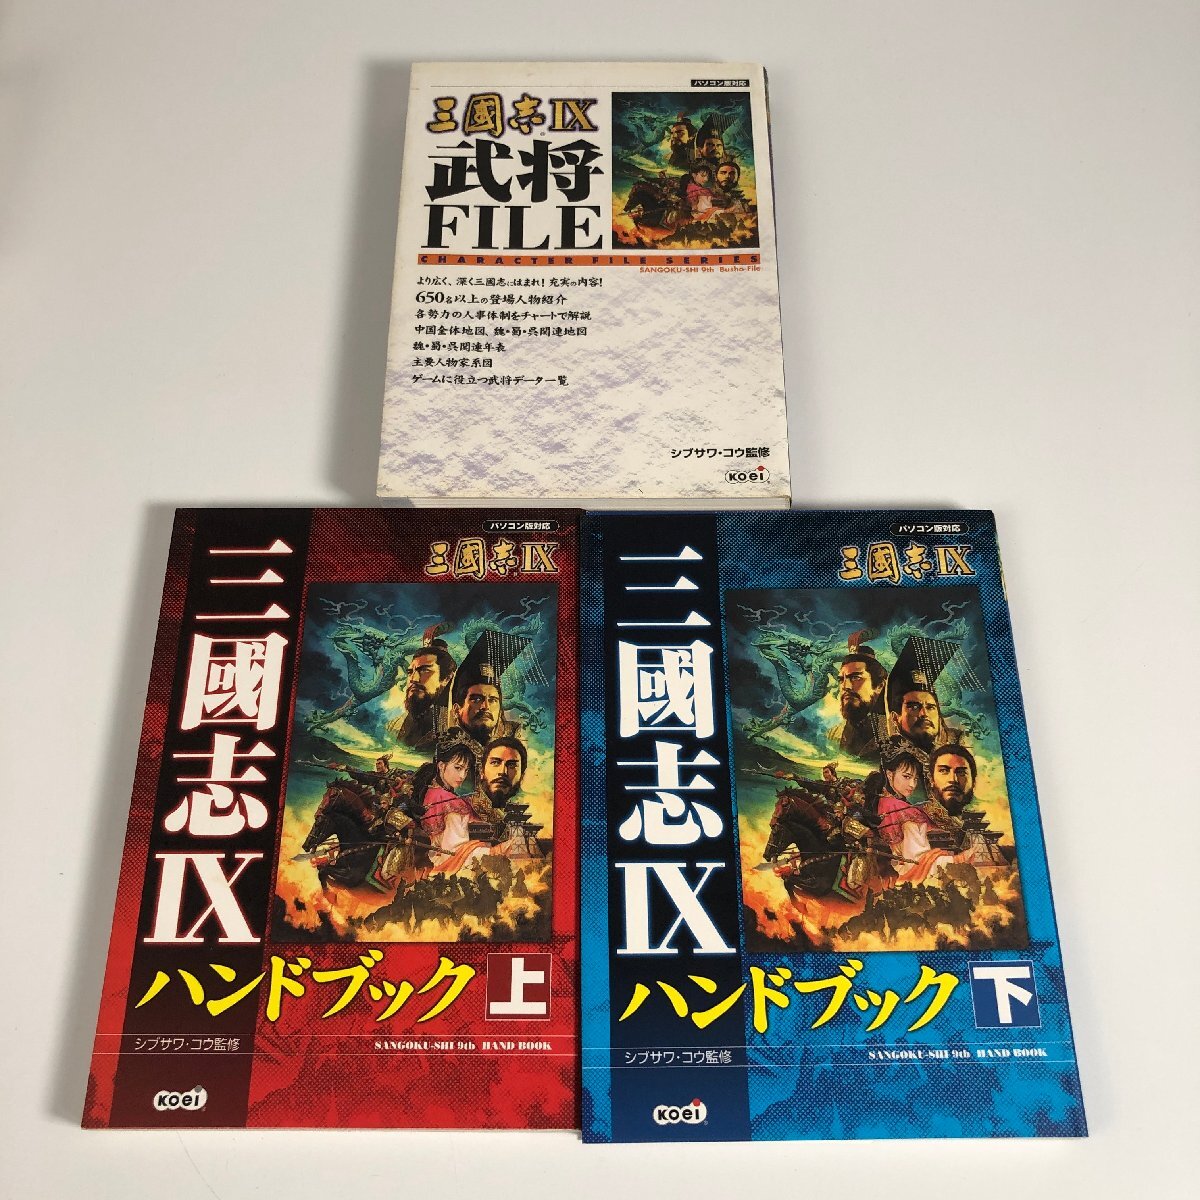 パソコン版対応
三國志IX
武将
FILE
CHARACTER FILE SERIES
SANGOKU-SHI 9th Busho-File
より広く、深く三國志にはまれ！充実の内容！
650名以上の登場人物紹介
各勢力の人事体制をチャートで解説
中国全体地図、魏・蜀・呉関連地図
魏・蜀・呉関連年表
主要人物家系図
ゲームに役立つ武将データ一覧
シブサワ・コウ監修
KOEI
パソコン版対応
三國志IX
三國志IX
ハンドブック 上
シブサワ・コウ監修
SANGOKU-SHI 9th HAND BOOK
KOEI
パソコン版対応
三國志IX
三國志IX
ハンドブック 下
シブサワ・コウ監修
SANGOKU-SHI 9th HAND BOOK
KOEI